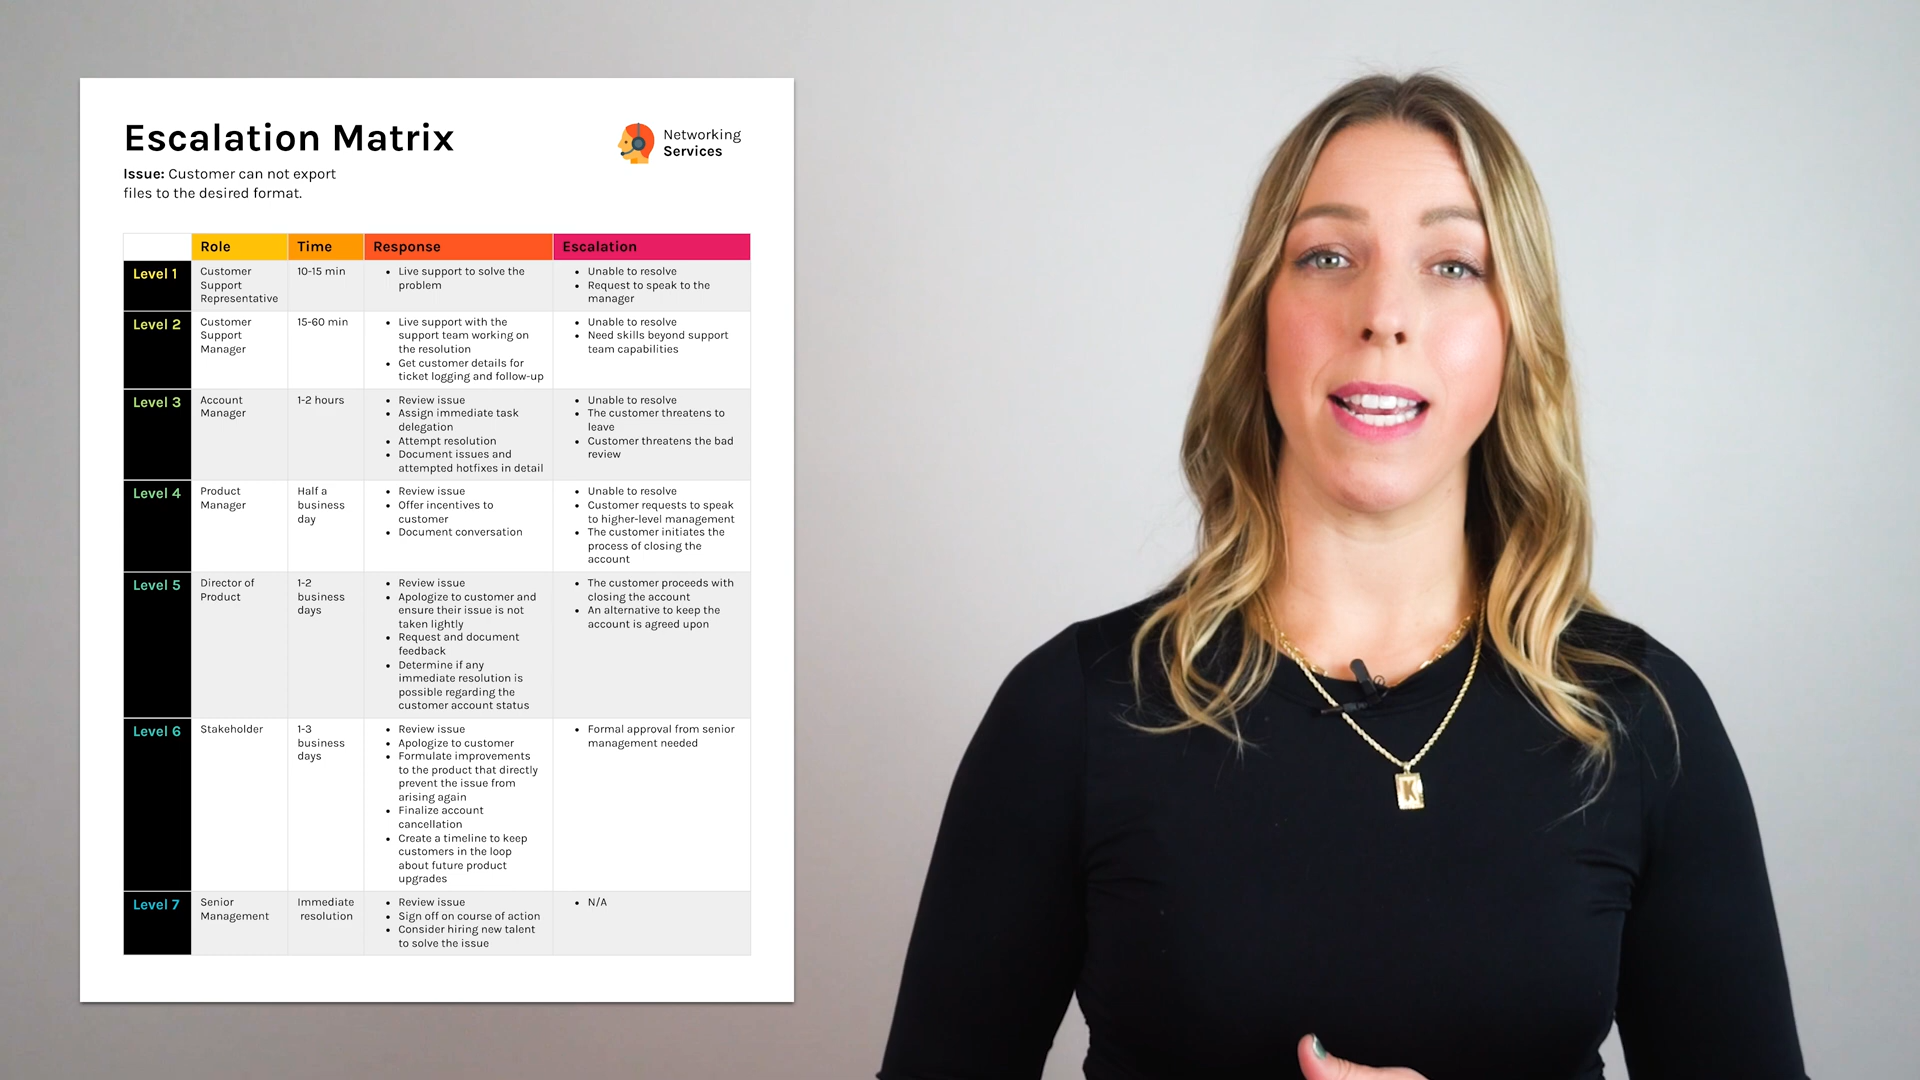 Escalation Matrix
Networking
Services
Issue: Customer can not export
files to the desired format.
Role Time Response Escalation
Level 1
Customer
Support
Representative
10-15 min
• Live support to solve the
problem
• Unable to resolve
• Request to speak to the
manager
Level 2
Customer
Support
Manager
15-60 min
• Live support with the
support team working on
the resolution
• Get customer details for
ticket logging and follow-up
• Unable to resolve
• Need skills beyond support
team capabilities
Level 3
Account
Manager
1-2 hours
• Review issue
• Assign immediate task
delegation
• Attempt resolution
• Document issues and
attempted hotfixes in detail
• Unable to resolve
• The customer threatens to
leave
• Customer threatens the bad
review
Level 4
Product
Manager
Half a
business
day
• Review issue
• Offer incentives to
customer
• Document conversation
• Unable to resolve
• Customer requests to speak
to higher-level management
• The customer initiates the
process of closing the
account
Level 5
Director of
Product
1-2
business
days
• Review issue
• Apologize to customer and
ensure their issue is not
taken lightly
• Request and document
feedback
• Determine if any
immediate resolution is
possible regarding the
customer account status
• The customer proceeds with
closing the account
• An alternative to keep the
account is agreed upon
Level 6
Stakeholder
1-3
business
days
• Review issue
• Apologize to customer
• Formulate improvements
to the product that directly
prevent the issue from
arising again
• Finalize account
cancellation
• Create a timeline to keep
customers in the loop
about future product
upgrades
• Formal approval from senior
management needed
Level 7
Senior
Management
Immediate
resolution
• Review issue
• Sign off on course of action
• Consider hiring new talent
to solve the issue
• N/A
K